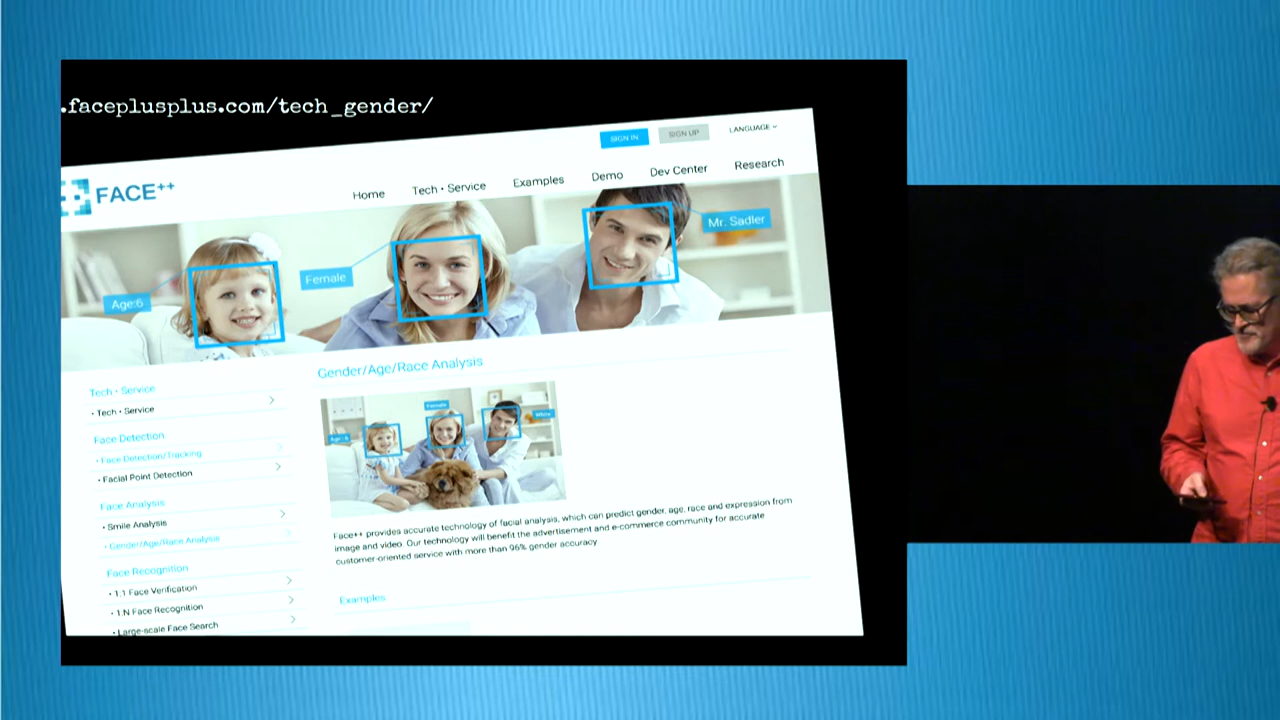 .faceplusplus.com/tech_gender/
SIGN IN
SIGN UP
LANGUAGE
FACE++
Home
Tech • Service
Examples
Demo
Dev Center
Research
Age:6
Female
Mr. Sadler
Tech • Service
• Tech • Service
Face Detection
• Face Detection/Tracking
• Facial Point Detection
Face Analysis
• Smile Analysis
• Gender/Age/Race Analysis
Face Recognition
• 1:1 Face Verification
• 1:N Face Recognition
• Large-scale Face Search
Gender/Age/Race Analysis
Age:6
Female
White
Face++ provides accurate technology of facial analysis, which can predict gender, age, race and expression from
image and video. Our technology will benefit the advertisement and e-commerce community for accurate
customer-oriented service with more than 96% gender accuracy
Examples